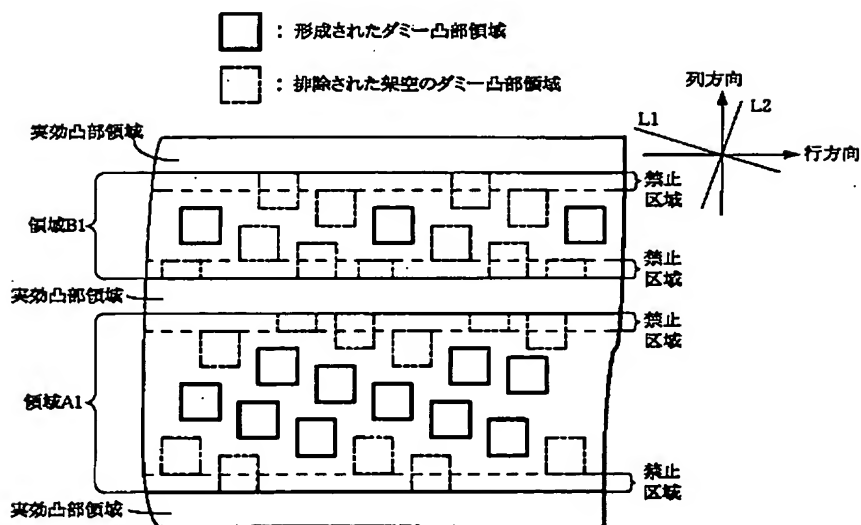 : 形成されたダミー凸部領域
: 排除された架空のダミー凸部領域
列方向
L1
L2
行方向
実効凸部領域
禁止
区域
領域B1
禁止
区域
実効凸部領域
禁止
区域
領域A1
禁止
区域
実効凸部領域